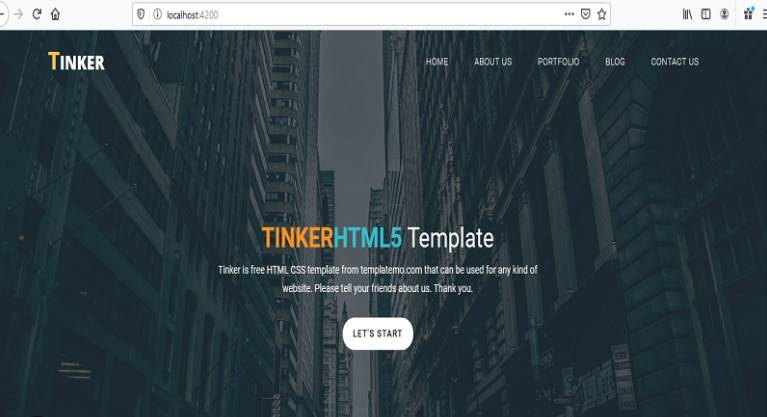 localhost:4200
TINKER
HOME ABOUT US PORTFOLIO BLOG CONTACT US
TINKERHTML5 Template
Tinker is free HTML CSS template from templatemo.com that can be used for any kind of
website. Please tell your friends about us. Thank you.
LET'S START